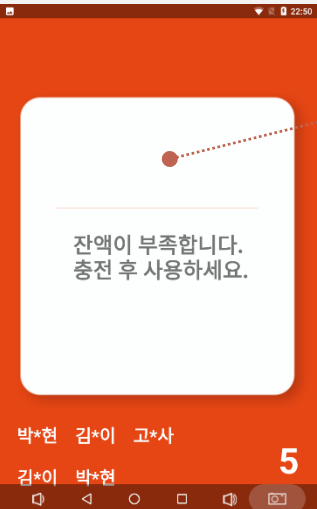 22:50
잔액이 부족합니다.
충전 후 사용하세요.
박*현 김*이 고*사
김*이 박*현
5